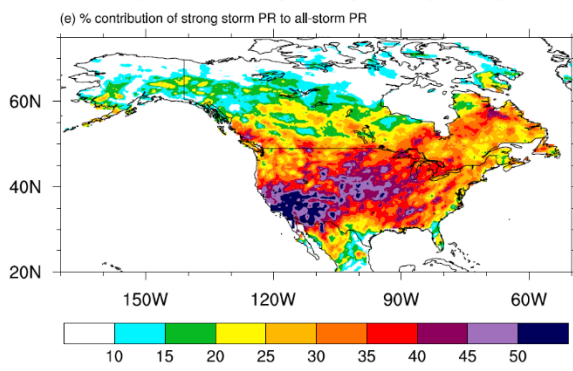 (e) % contribution of strong storm PR to all-storm PR
60N
40N
20N
150W 120W 90W 60W
10 15 20 25 30 35 40 45 50